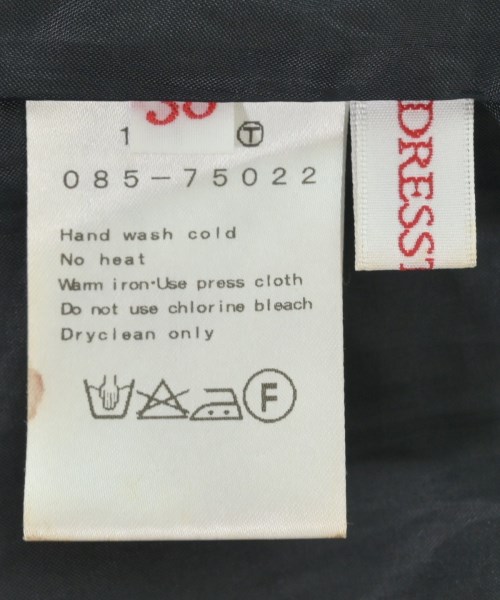 38
1 Ⓣ
085-75022
Hand wash cold
No heat
Warm iron·Use press cloth
Do not use chlorine bleach
Dryclean only
F
DRESST